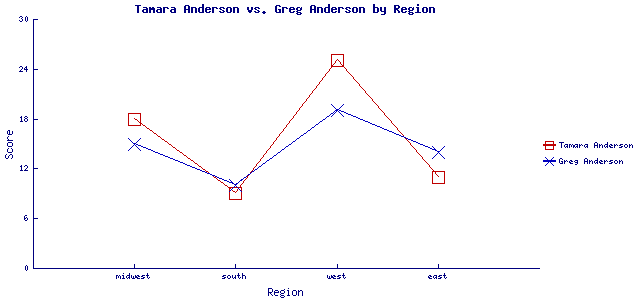 Tamara Anderson vs. Greg Anderson by Region
30
24
18
12
6
0
Score
midwest south west east
Region
Tamara Anderson
Greg Anderson